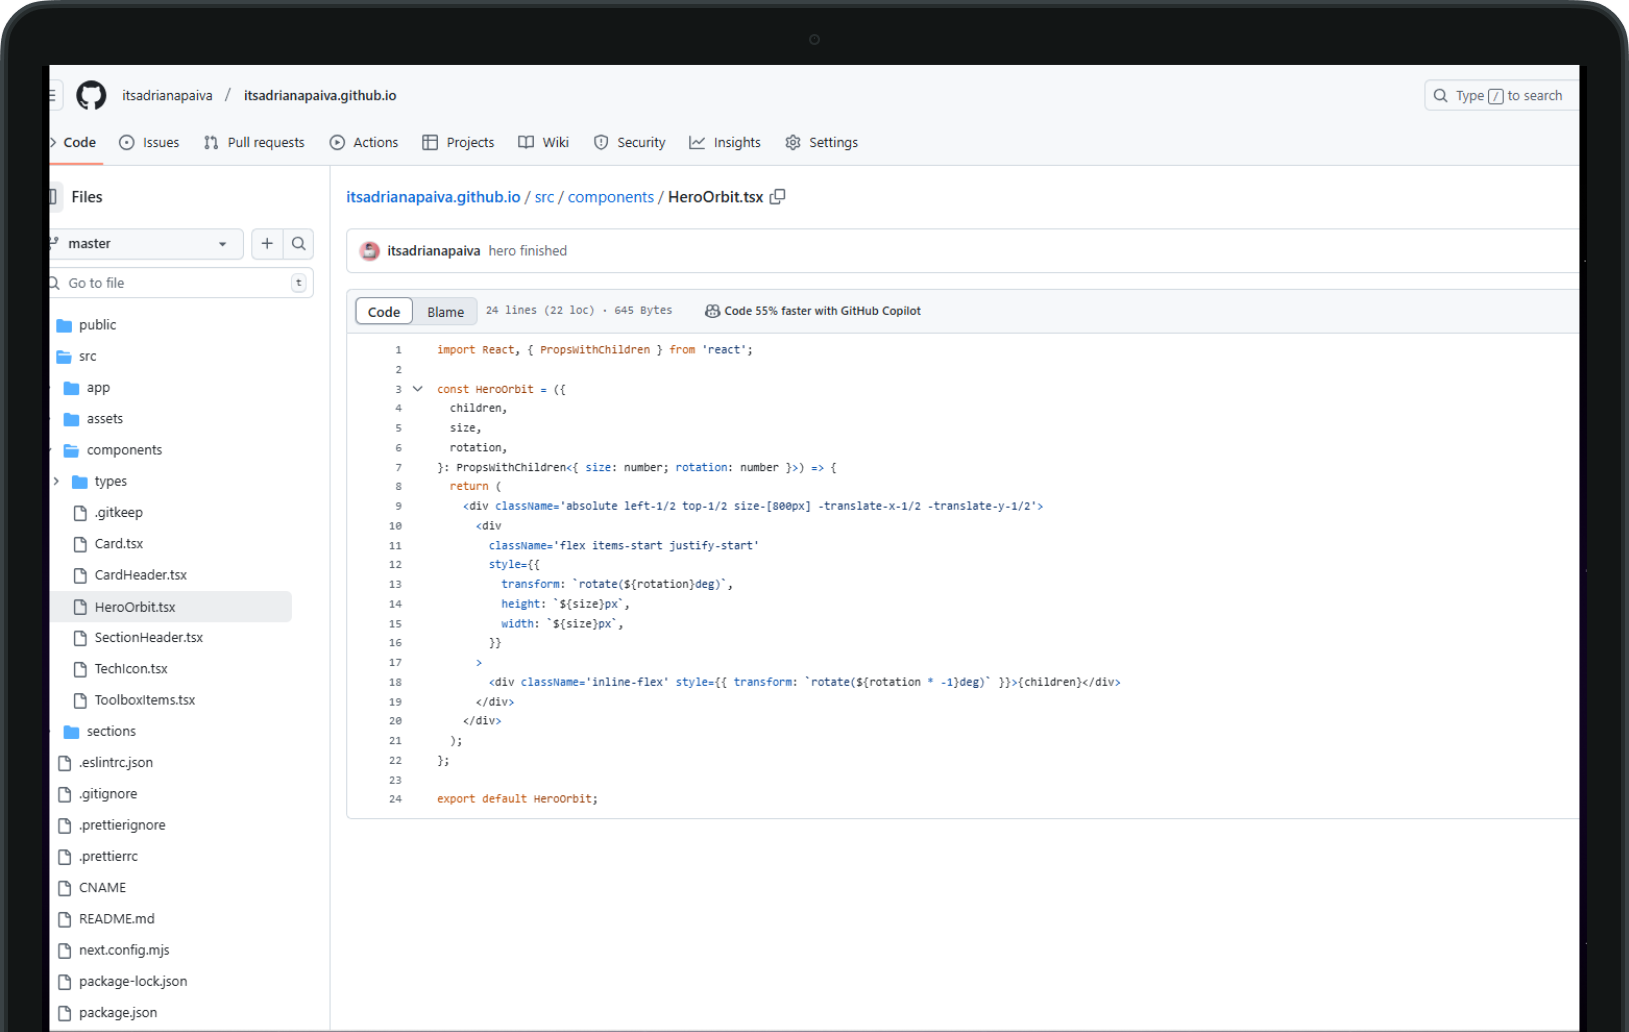 itsadrianapaiva / itsadrianapaiva.github.io
Type / to search
Code Issues Pull requests Actions Projects Wiki Security Insights Settings
Files
master
Go to file t
public
src
app
assets
components
types
.gitkeep
Card.tsx
CardHeader.tsx
HeroOrbit.tsx
SectionHeader.tsx
TechIcon.tsx
ToolboxItems.tsx
sections
.eslintrc.json
.gitignore
.prettierignore
.prettierrc
CNAME
README.md
next.config.mjs
package-lock.json
package.json
itsadrianapaiva.github.io / src / components / HeroOrbit.tsx
itsadrianapaiva hero finished
Code Blame 24 lines (22 loc) · 645 Bytes Code 55% faster with GitHub Copilot
1 import React, { PropsWithChildren } from 'react';
2
3 const HeroOrbit = ({
4 children,
5 size,
6 rotation,
7 }: PropsWithChildren<{ size: number; rotation: number }>) => {
8 return (
9 <div className='absolute left-1/2 top-1/2 size-[800px] -translate-x-1/2 -translate-y-1/2'>
10 <div
11 className='flex items-start justify-start'
12 style={{
13 transform: `rotate(${rotation}deg)`,
14 height: `${size}px`,
15 width: `${size}px`,
16 }}
17 >
18 <div className='inline-flex' style={{ transform: `rotate(${rotation * -1}deg)` }}>{children}</div>
19 </div>
20 </div>
21 );
22 };
23
24 export default HeroOrbit;